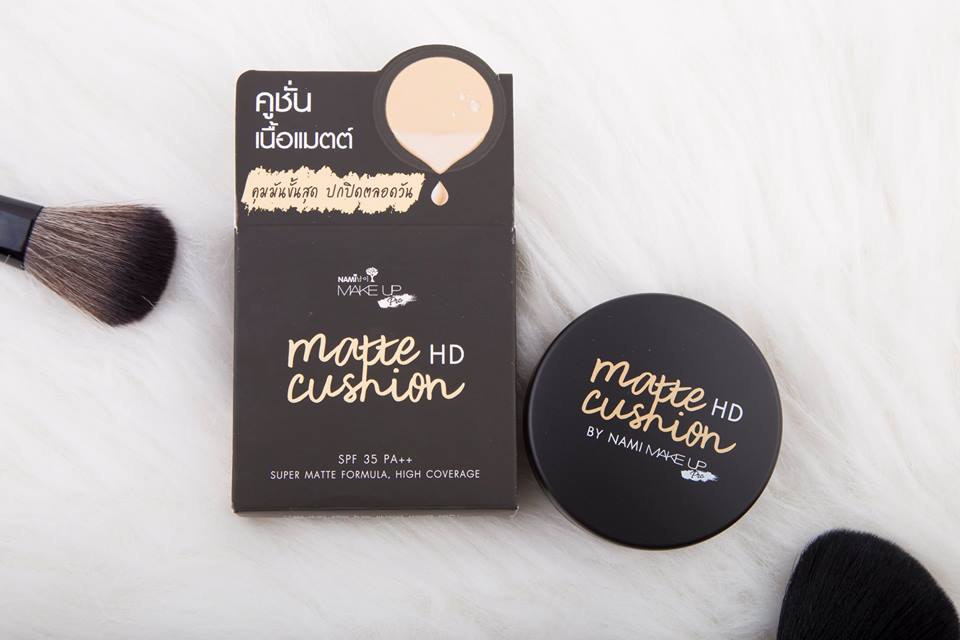 คูชั่น
เนื้อแมตต์
คุมมันขั้นสุด ปกปิดตลอดวัน
NAMI
MAKE UP
Pro
matte HD
cushion
SPF 35 PA++
SUPER MATTE FORMULA, HIGH COVERAGE
matte HD
cushion
BY NAMI MAKE UP
Pro